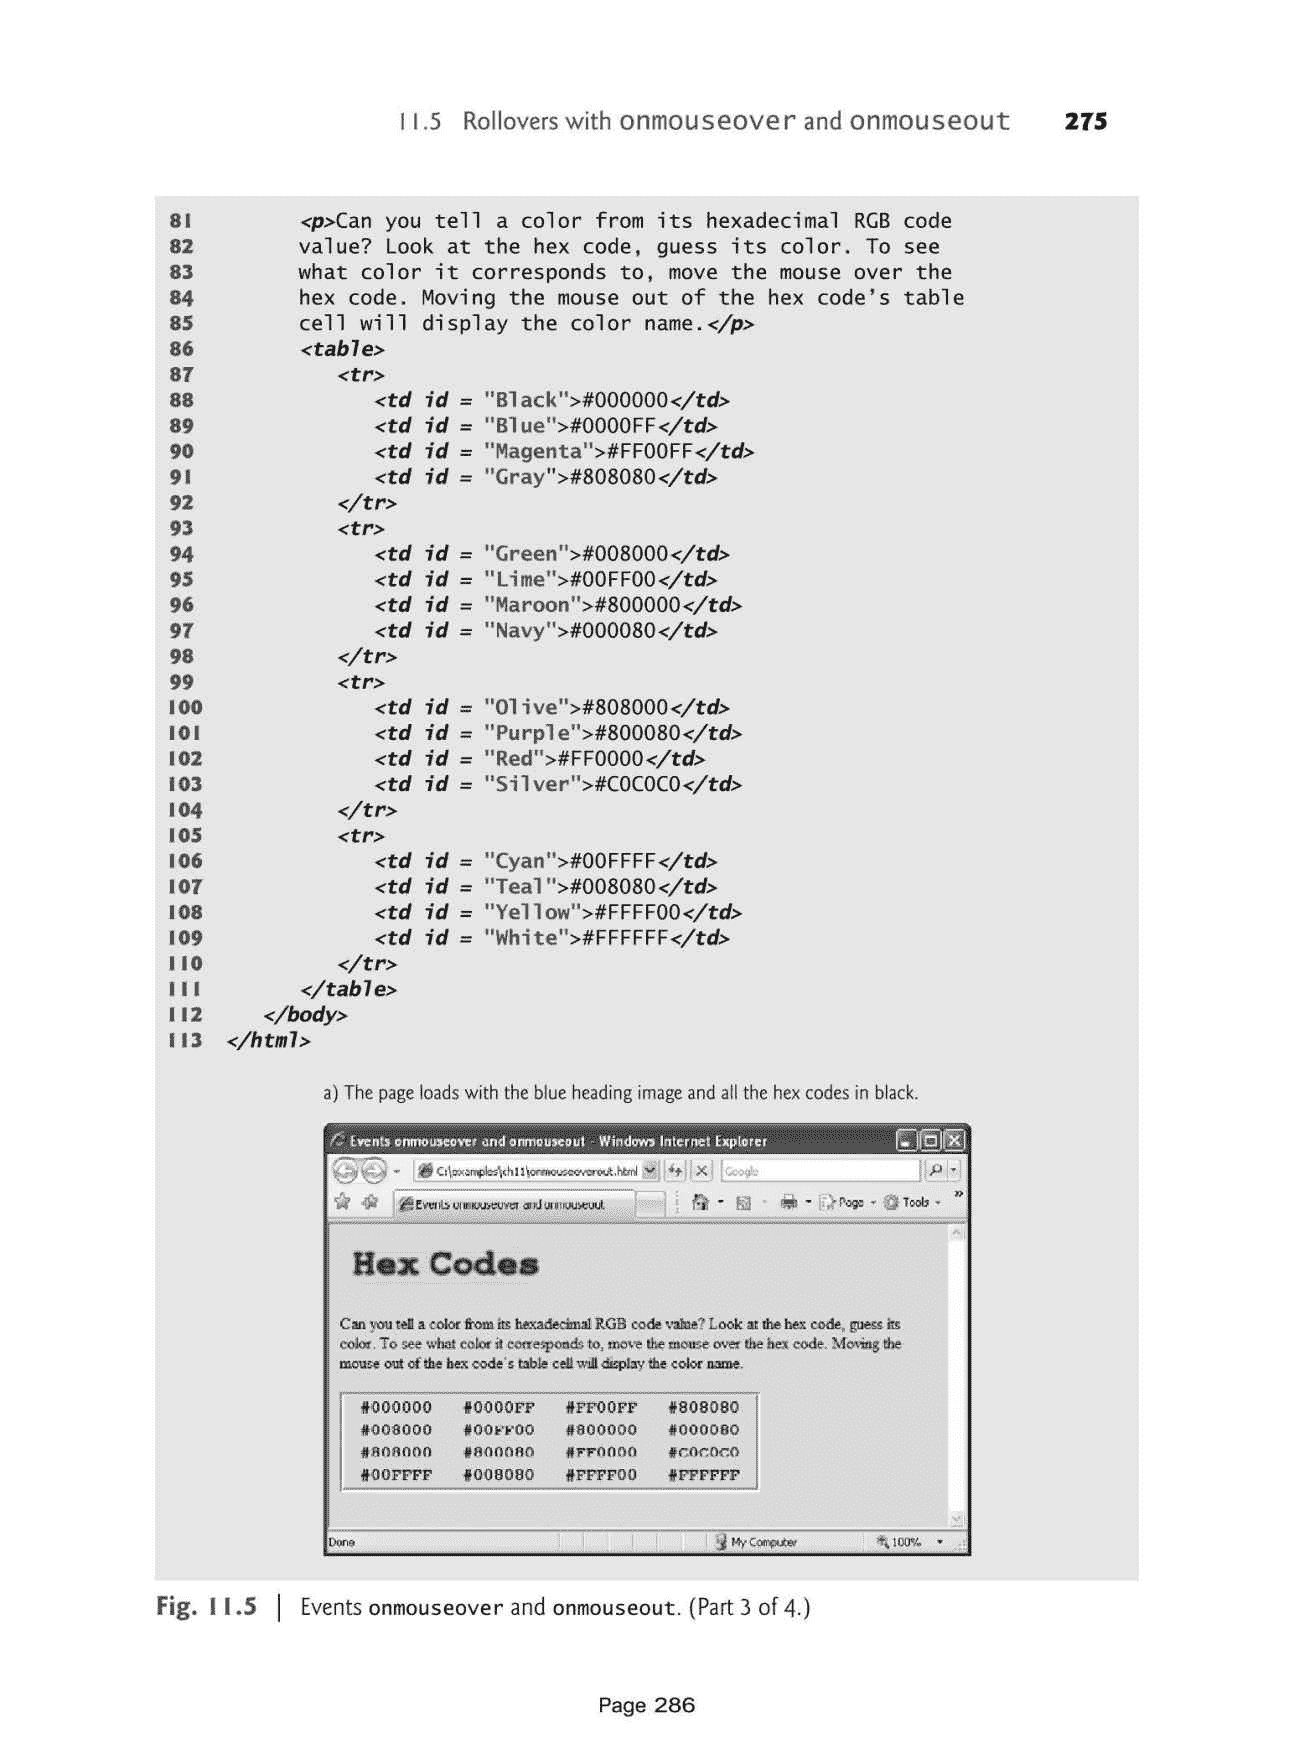 11.5 Rollovers with onmouseover and onmouseout 275
81 <p>Can you tell a color from its hexadecimal RGB code
82 value? Look at the hex code, guess its color. To see
83 what color it corresponds to, move the mouse over the
84 hex code. Moving the mouse out of the hex code's table
85 cell will display the color name.</p>
86 <table>
87 <tr>
88 <td id = "Black">#000000</td>
89 <td id = "Blue">#0000FF</td>
90 <td id = "Magenta">#FF00FF</td>
91 <td id = "Gray">#808080</td>
92 </tr>
93 <tr>
94 <td id = "Green">#008000</td>
95 <td id = "Lime">#00FF00</td>
96 <td id = "Maroon">#800000</td>
97 <td id = "Navy">#000080</td>
98 </tr>
99 <tr>
100 <td id = "Olive">#808000</td>
101 <td id = "Purple">#800080</td>
102 <td id = "Red">#FF0000</td>
103 <td id = "Silver">#C0C0C0</td>
104 </tr>
105 <tr>
106 <td id = "Cyan">#00FFFF</td>
107 <td id = "Teal">#008080</td>
108 <td id = "Yellow">#FFFF00</td>
109 <td id = "White">#FFFFFF</td>
110 </tr>
111 </table>
112 </body>
113 </html>
a) The page loads with the blue heading image and all the hex codes in black.
Events onmouseover and onmouseout - Windows Internet Explorer
C:\examples\ch11\onmouseoverout.html Google
Events onmouseover and onmouseout Page Tools »
Hex Codes
Can you tell a color from its hexadecimal RGB code value? Look at the hex code, guess its
color. To see what color it corresponds to, move the mouse over the hex code. Moving the
mouse out of the hex code's table cell will display the color name.
#000000 #0000FF #FF00FF #808080
#008000 #00FF00 #800000 #000080
#808000 #800080 #FF0000 #C0C0C0
#00FFFF #008080 #FFFF00 #FFFFFF
Done My Computer 100%
Fig. 11.5 | Events onmouseover and onmouseout. (Part 3 of 4.)
Page 286